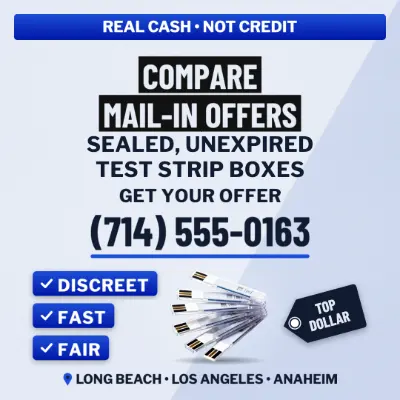 REAL CASH • NOT CREDIT
COMPARE
MAIL-IN OFFERS
SEALED, UNEXPIRED
TEST STRIP BOXES
GET YOUR OFFER
(714) 555-0163
DISCREET
FAST
FAIR
TOP
DOLLAR
LONG BEACH • LOS ANGELES • ANAHEIM